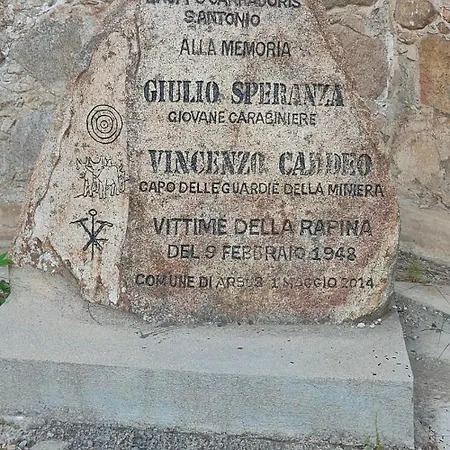 S.ANTONIO
ALLA MEMORIA
GIULIO SPERANZA
GIOVANE CARABINIERE
VINCENZO CADDEO
CAPO DELLE GUARDIE DELLA MINIERA
VITTIME DELLA RAPINA
DEL 9 FEBBRAIO 1948
COMUNE DI ARBUS 1 MAGGIO 2014